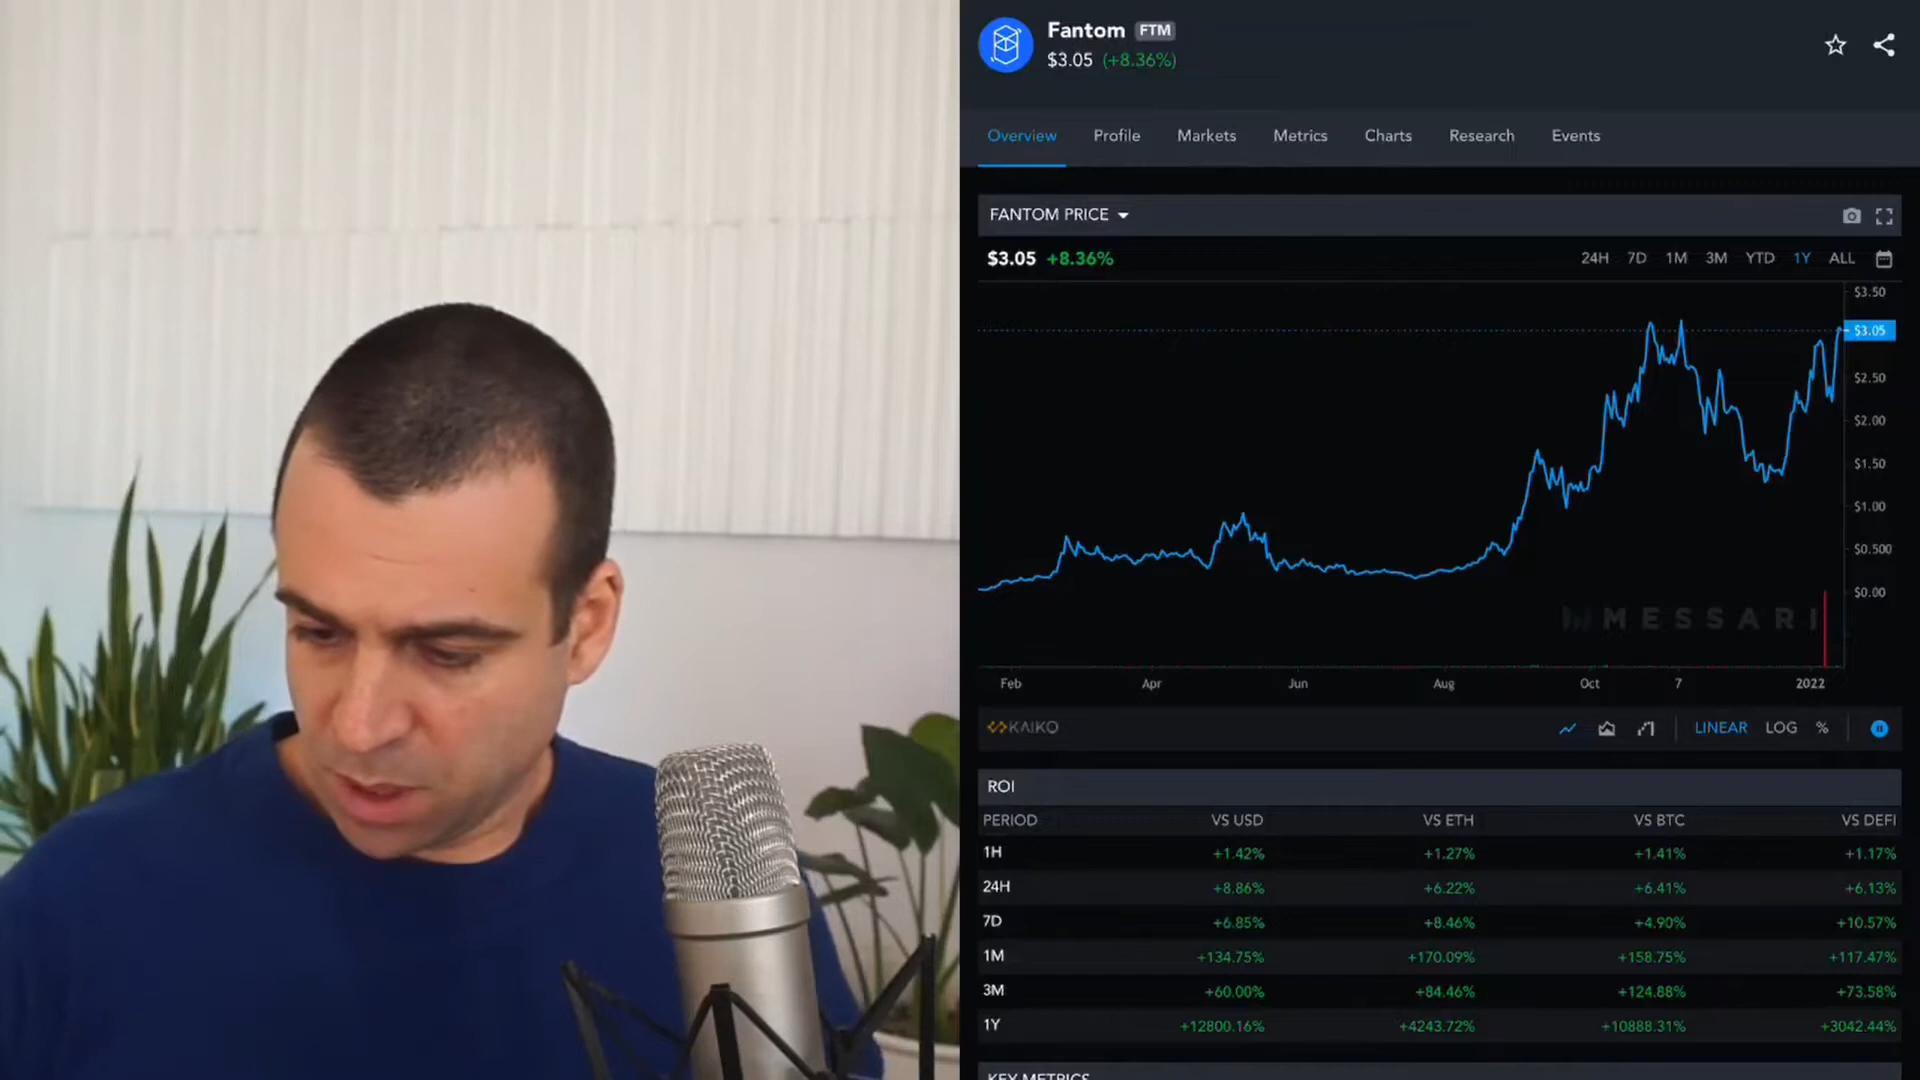 Fantom FTM
$3.05 (+8.36%)
Overview Profile Markets Metrics Charts Research Events
FANTOM PRICE
$3.05 +8.36% 24H 7D 1M 3M YTD 1Y ALL
$3.50
$3.05
$2.50
$2.00
$1.50
$1.00
$0.500
$0.00
MESSARI
Feb Apr Jun Aug Oct 7 2022
KAIKO LINEAR LOG %
ROI
PERIOD VS USD VS ETH VS BTC VS DEFI
1H +1.42% +1.27% +1.41% +1.17%
24H +8.86% +6.22% +6.41% +6.13%
7D +6.85% +8.46% +4.90% +10.57%
1M +134.75% +170.09% +158.75% +117.47%
3M +60.00% +84.46% +124.88% +73.58%
1Y +12800.16% +4243.72% +10888.31% +3042.44%
KEY METRICS